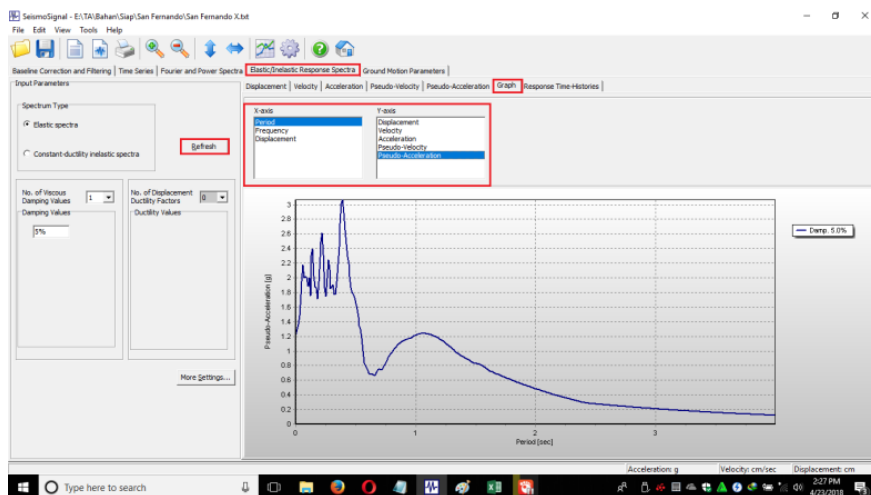 SeismoSignal - E:\TA\Bahan\Siap\San Fernando\San Fernando X.txt
File Edit View Tools Help
Baseline Correction and Filtering Time Series Fourier and Power Spectra Elastic/Inelastic Response Spectra Ground Motion Parameters
Input Parameters
Displacement Velocity Acceleration Pseudo-Velocity Pseudo-Acceleration Graph Response Time-Histories
Spectrum Type
Elastic spectra
Constant-ductility inelastic spectra
Refresh
X-axis
Period
Frequency
Displacement
Y-axis
Displacement
Velocity
Acceleration
Pseudo-Velocity
Pseudo-Acceleration
No. of Viscous
Damping Values
1
No. of Displacement
Ductility Factors
0
Damping Values
5%
Ductility Values
More Settings...
3
2.8
2.6
2.4
2.2
2
1.8
1.6
1.4
1.2
1
0.8
0.6
0.4
0.2
0
Pseudo-Acceleration [g]
0 1 2 3
Period [sec]
Damp. 5.0%
Acceleration: g Velocity: cm/sec Displacement: cm
Type here to search
2:27 PM
4/23/2018